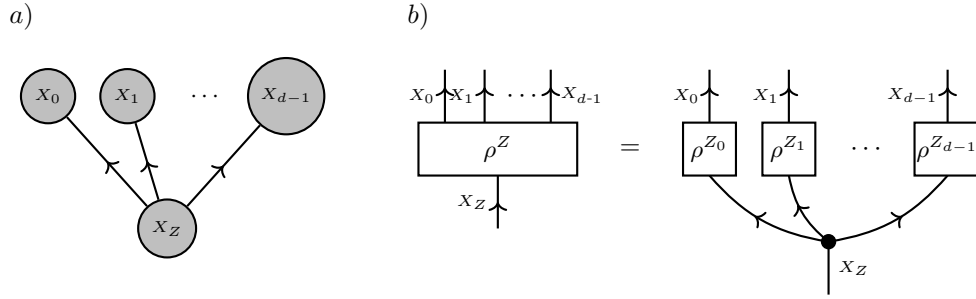 a)
X_0 X_1 ⋯ X_{d−1}
X_Z
b)
X_0 X_1 ⋯ X_{d-1}
ρ^Z
X_Z
=
X_0 X_1 X_{d−1}
ρ^{Z_0} ρ^{Z_1} ⋯ ρ^{Z_{d−1}}
X_Z